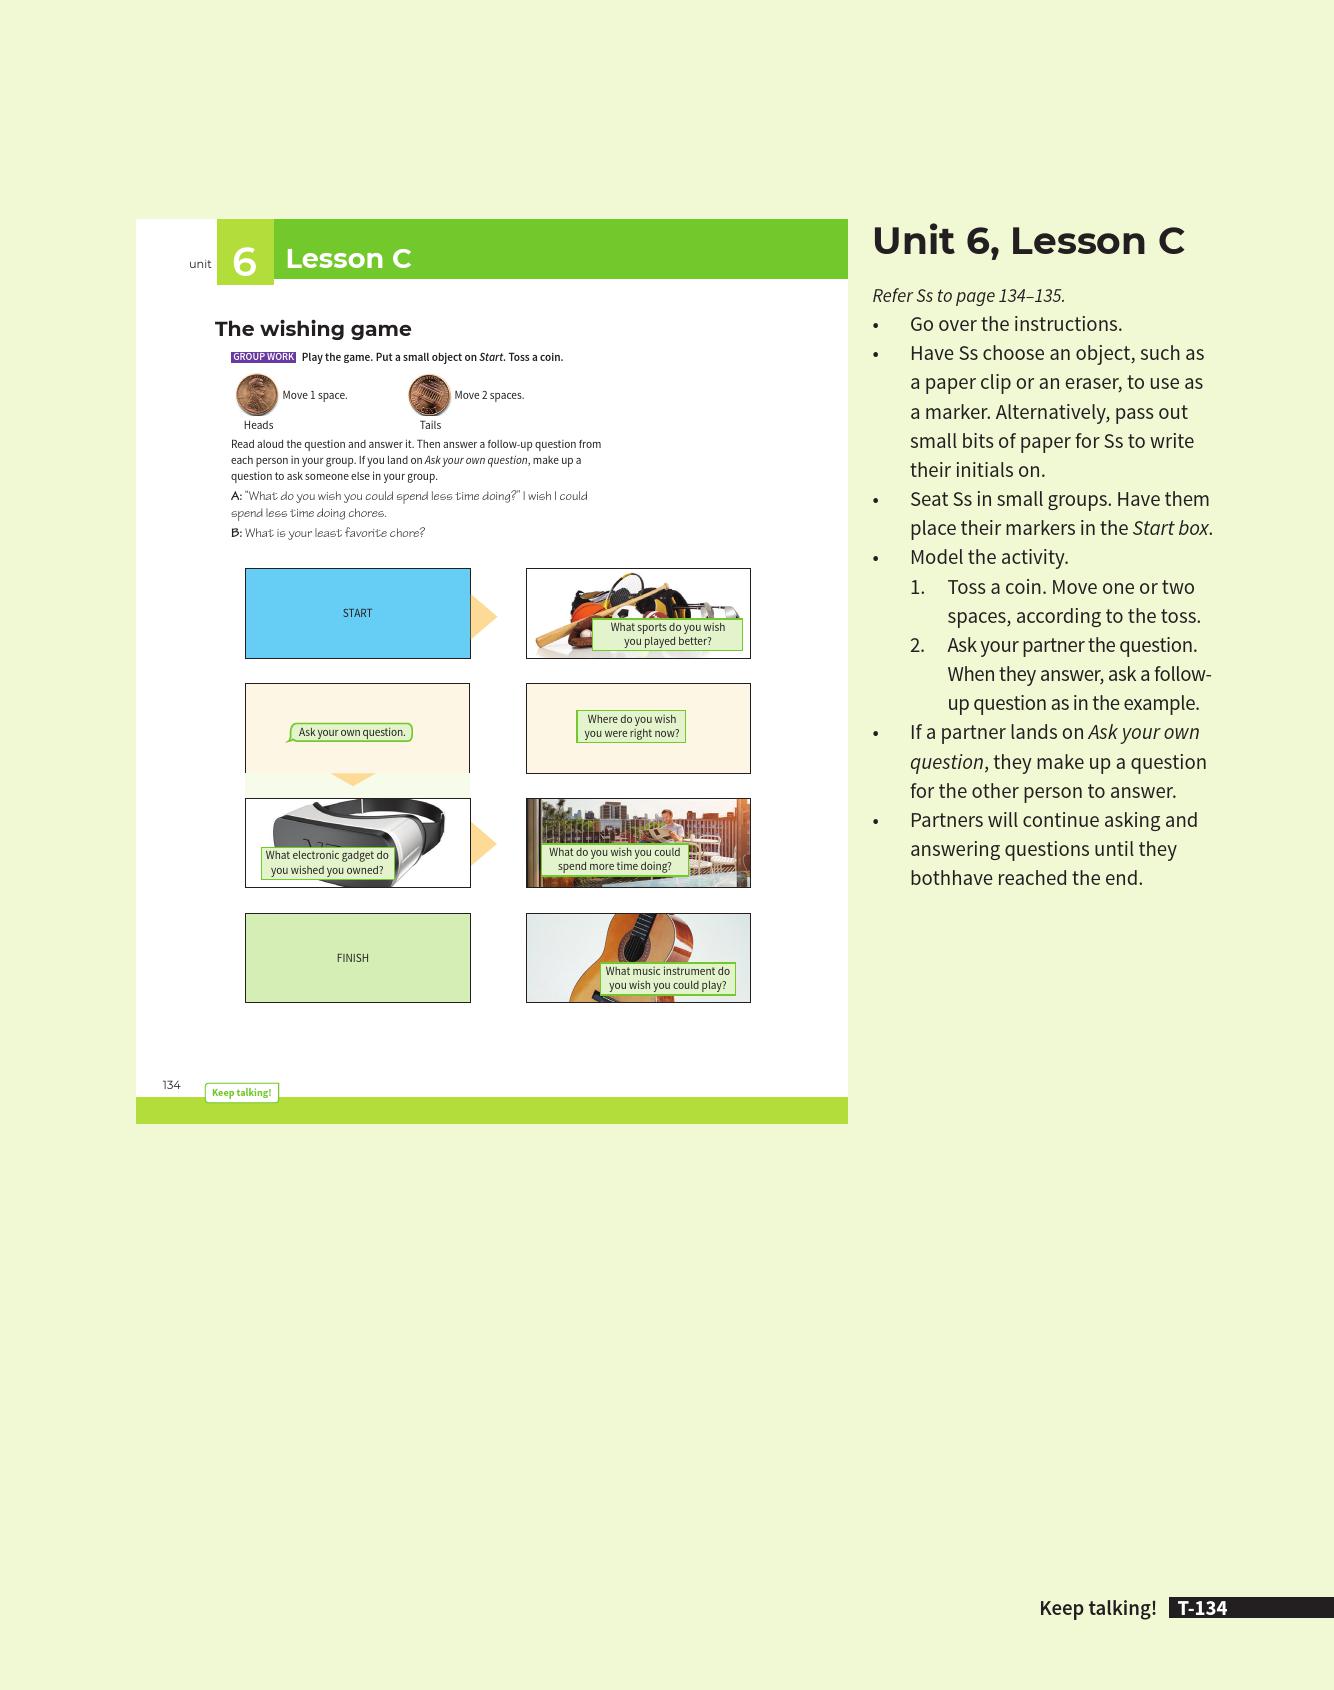 unit 6 Lesson C
The wishing game
GROUP WORK Play the game. Put a small object on Start. Toss a coin.
Move 1 space. Move 2 spaces.
Heads Tails
Read aloud the question and answer it. Then answer a follow-up question from
each person in your group. If you land on Ask your own question, make up a
question to ask someone else in your group.
A: "What do you wish you could spend less time doing?" I wish I could
spend less time doing chores.
B: What is your least favorite chore?
START
What sports do you wish
you played better?
Ask your own question.
Where do you wish
you were right now?
What electronic gadget do
you wished you owned?
What do you wish you could
spend more time doing?
FINISH
What music instrument do
you wish you could play?
134
Keep talking!
Unit 6, Lesson C
Refer Ss to page 134–135.
• Go over the instructions.
• Have Ss choose an object, such as
a paper clip or an eraser, to use as
a marker. Alternatively, pass out
small bits of paper for Ss to write
their initials on.
• Seat Ss in small groups. Have them
place their markers in the Start box.
• Model the activity.
1. Toss a coin. Move one or two
spaces, according to the toss.
2. Ask your partner the question.
When they answer, ask a follow-
up question as in the example.
• If a partner lands on Ask your own
question, they make up a question
for the other person to answer.
• Partners will continue asking and
answering questions until they
bothhave reached the end.
Keep talking! T-134